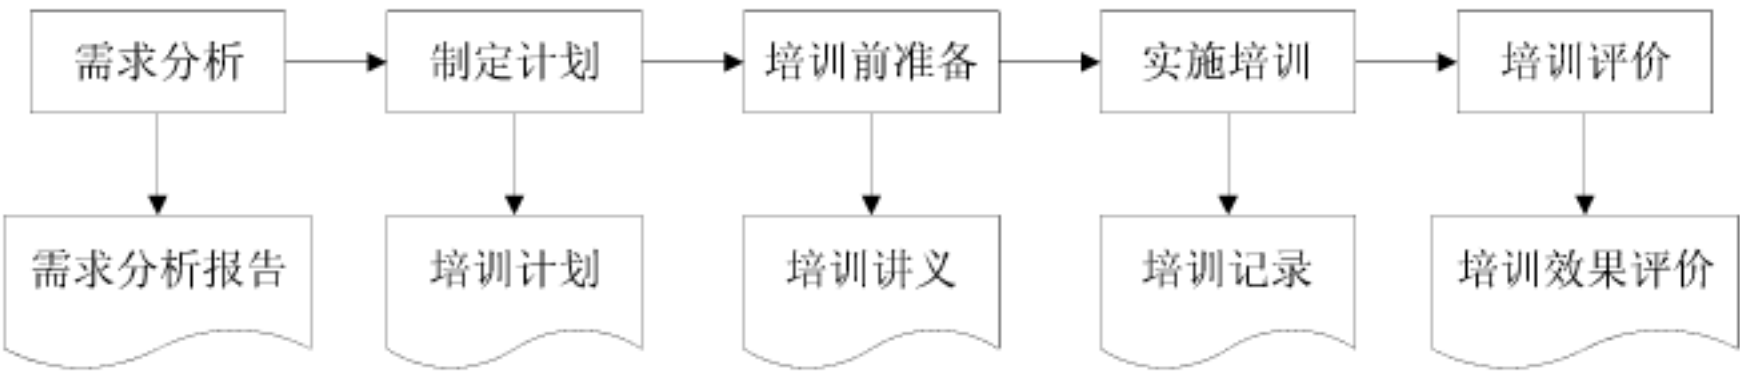 需求分析
制定计划
培训前准备
实施培训
培训评价
需求分析报告
培训计划
培训讲义
培训记录
培训效果评价